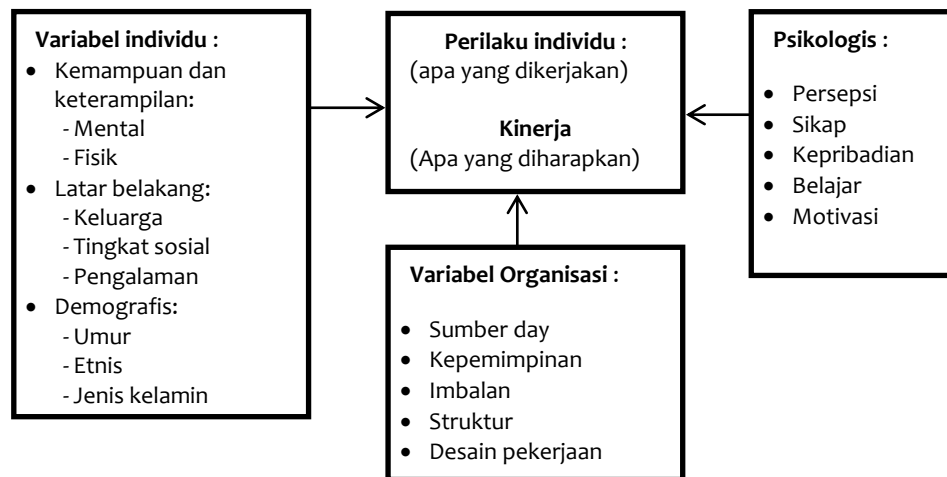 Variabel individu :
• Kemampuan dan
keterampilan:
- Mental
- Fisik
• Latar belakang:
- Keluarga
- Tingkat sosial
- Pengalaman
• Demografis:
- Umur
- Etnis
- Jenis kelamin
Perilaku individu :
(apa yang dikerjakan)
Kinerja
(Apa yang diharapkan)
Psikologis :
• Persepsi
• Sikap
• Kepribadian
• Belajar
• Motivasi
Variabel Organisasi :
• Sumber day
• Kepemimpinan
• Imbalan
• Struktur
• Desain pekerjaan